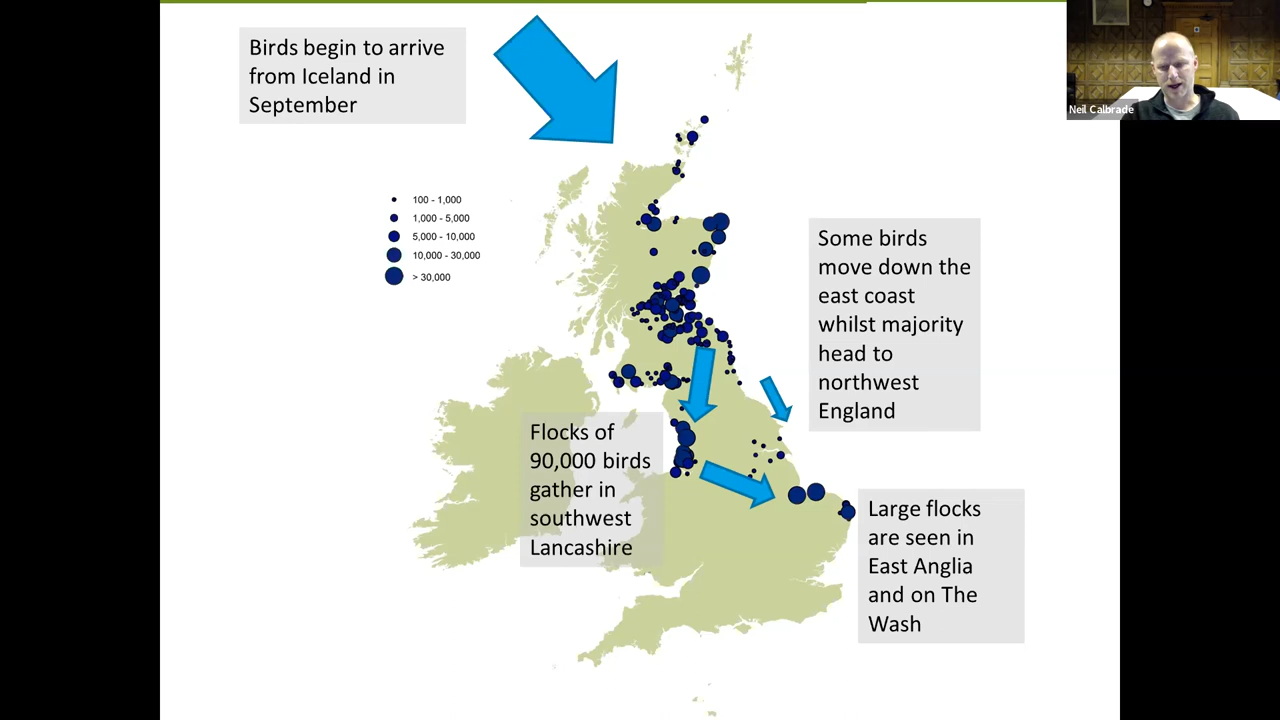 Birds begin to arrive
from Iceland in
September
Neil Calbrade
100 - 1,000
1,000 - 5,000
5,000 - 10,000
10,000 - 30,000
> 30,000
Some birds
move down the
east coast
whilst majority
head to
northwest
England
Flocks of
90,000 birds
gather in
southwest
Lancashire
Large flocks
are seen in
East Anglia
and on The
Wash